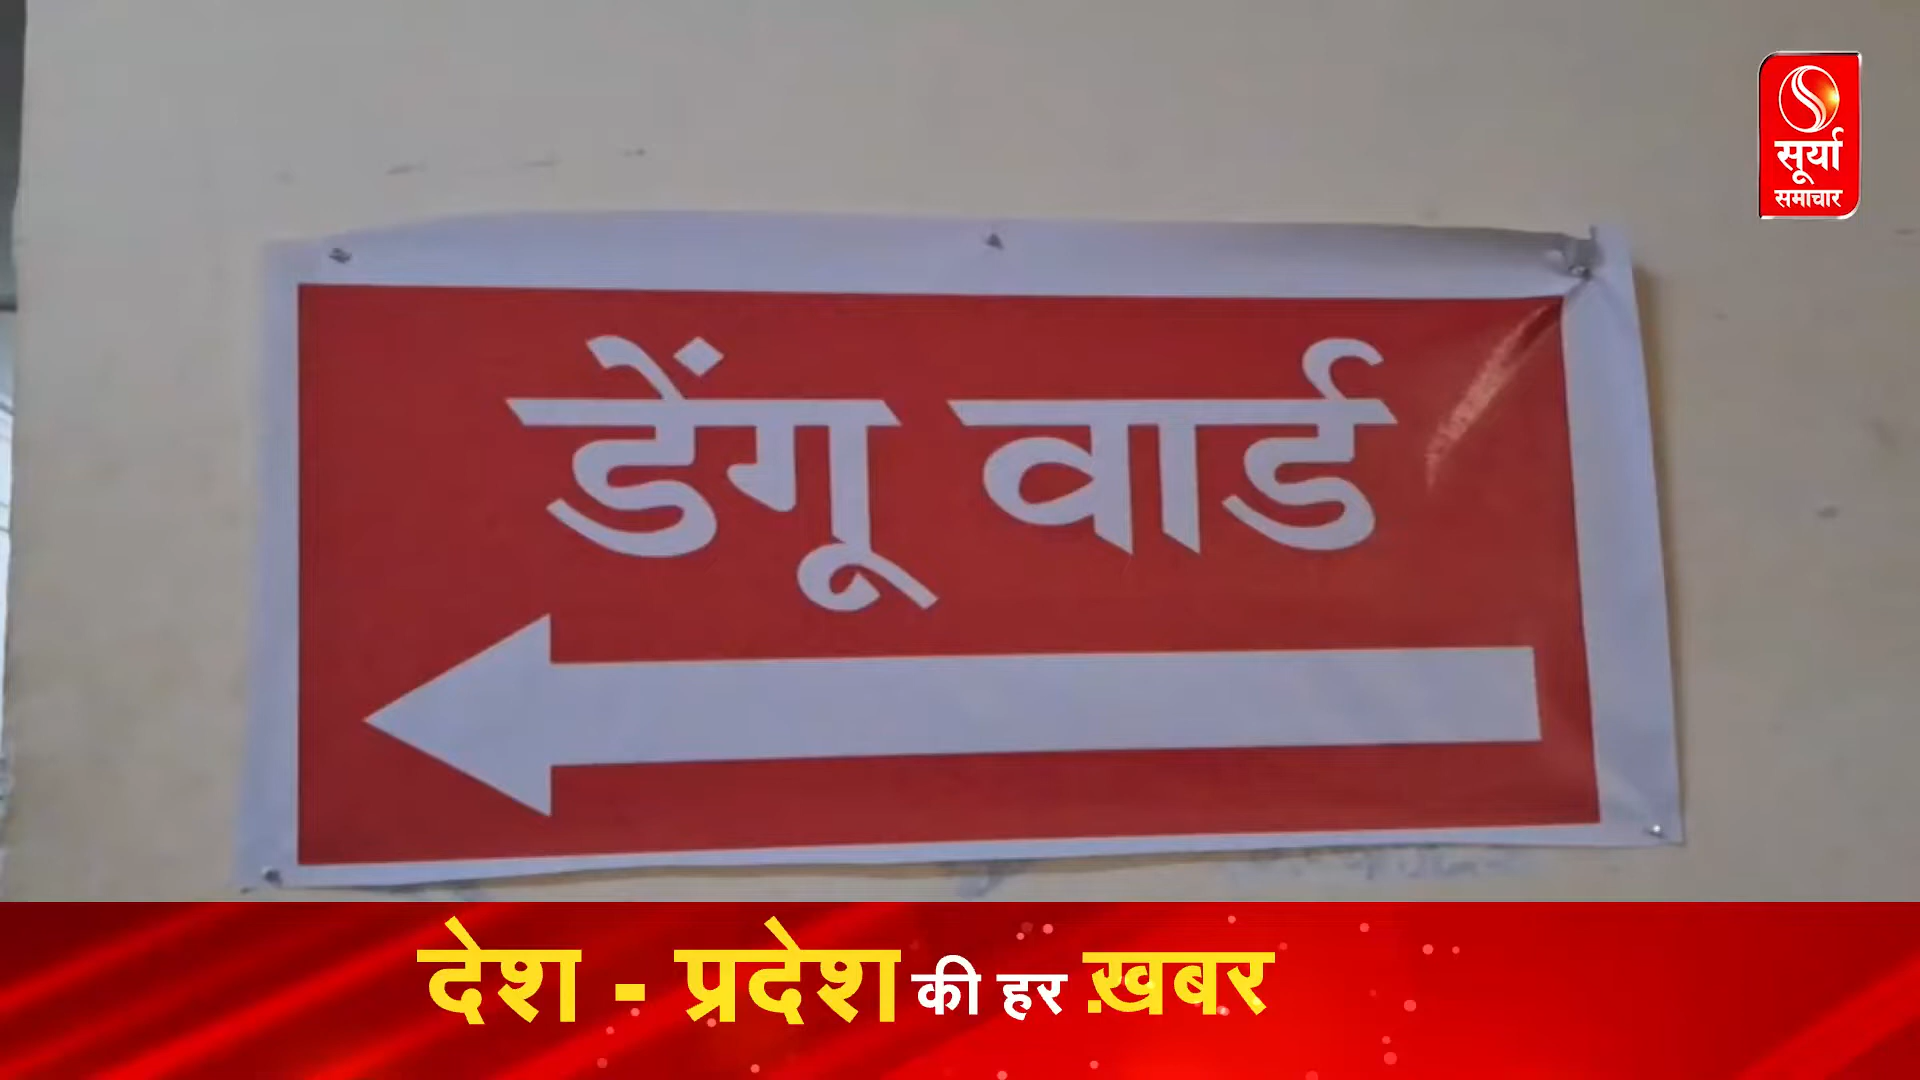 सूर्या
समाचार
डेंगू वार्ड
देश - प्रदेश की हर ख़बर